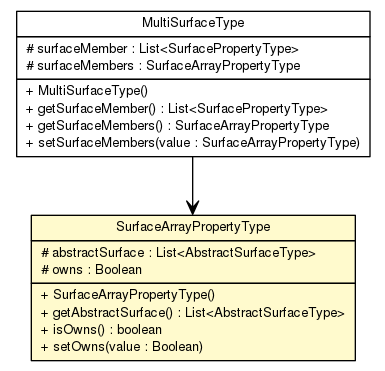 MultiSurfaceType
# surfaceMember : List<SurfacePropertyType>
# surfaceMembers : SurfaceArrayPropertyType
+ MultiSurfaceType()
+ getSurfaceMember() : List<SurfacePropertyType>
+ getSurfaceMembers() : SurfaceArrayPropertyType
+ setSurfaceMembers(value : SurfaceArrayPropertyType)
SurfaceArrayPropertyType
# abstractSurface : List<AbstractSurfaceType>
# owns : Boolean
+ SurfaceArrayPropertyType()
+ getAbstractSurface() : List<AbstractSurfaceType>
+ isOwns() : boolean
+ setOwns(value : Boolean)